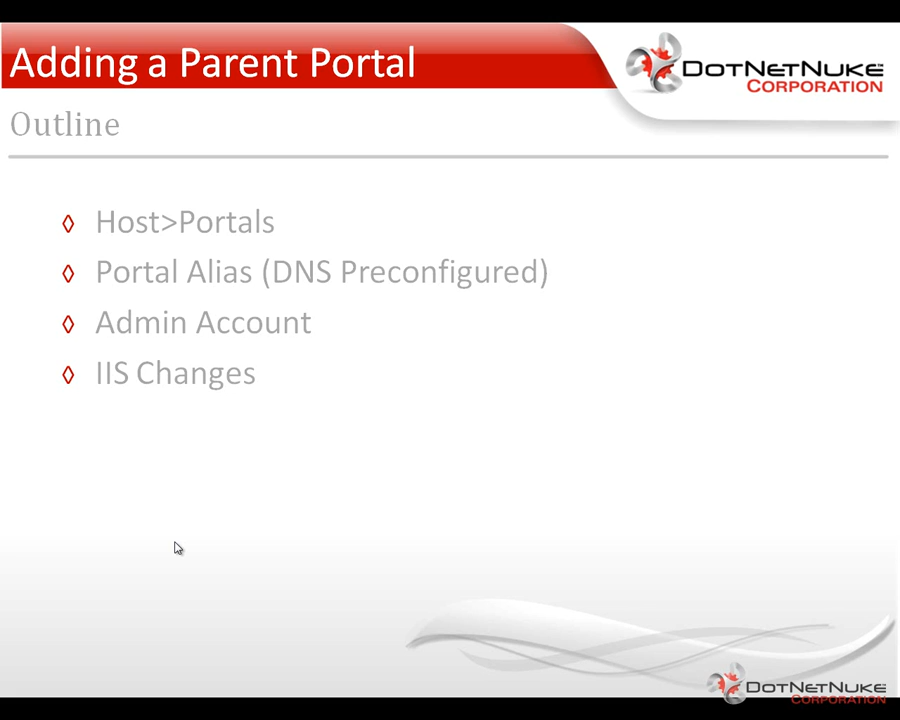 Adding a Parent Portal
DotNetNuke
Corporation
Outline
Host>Portals
Portal Alias (DNS Preconfigured)
Admin Account
IIS Changes
DotNetNuke
Corporation